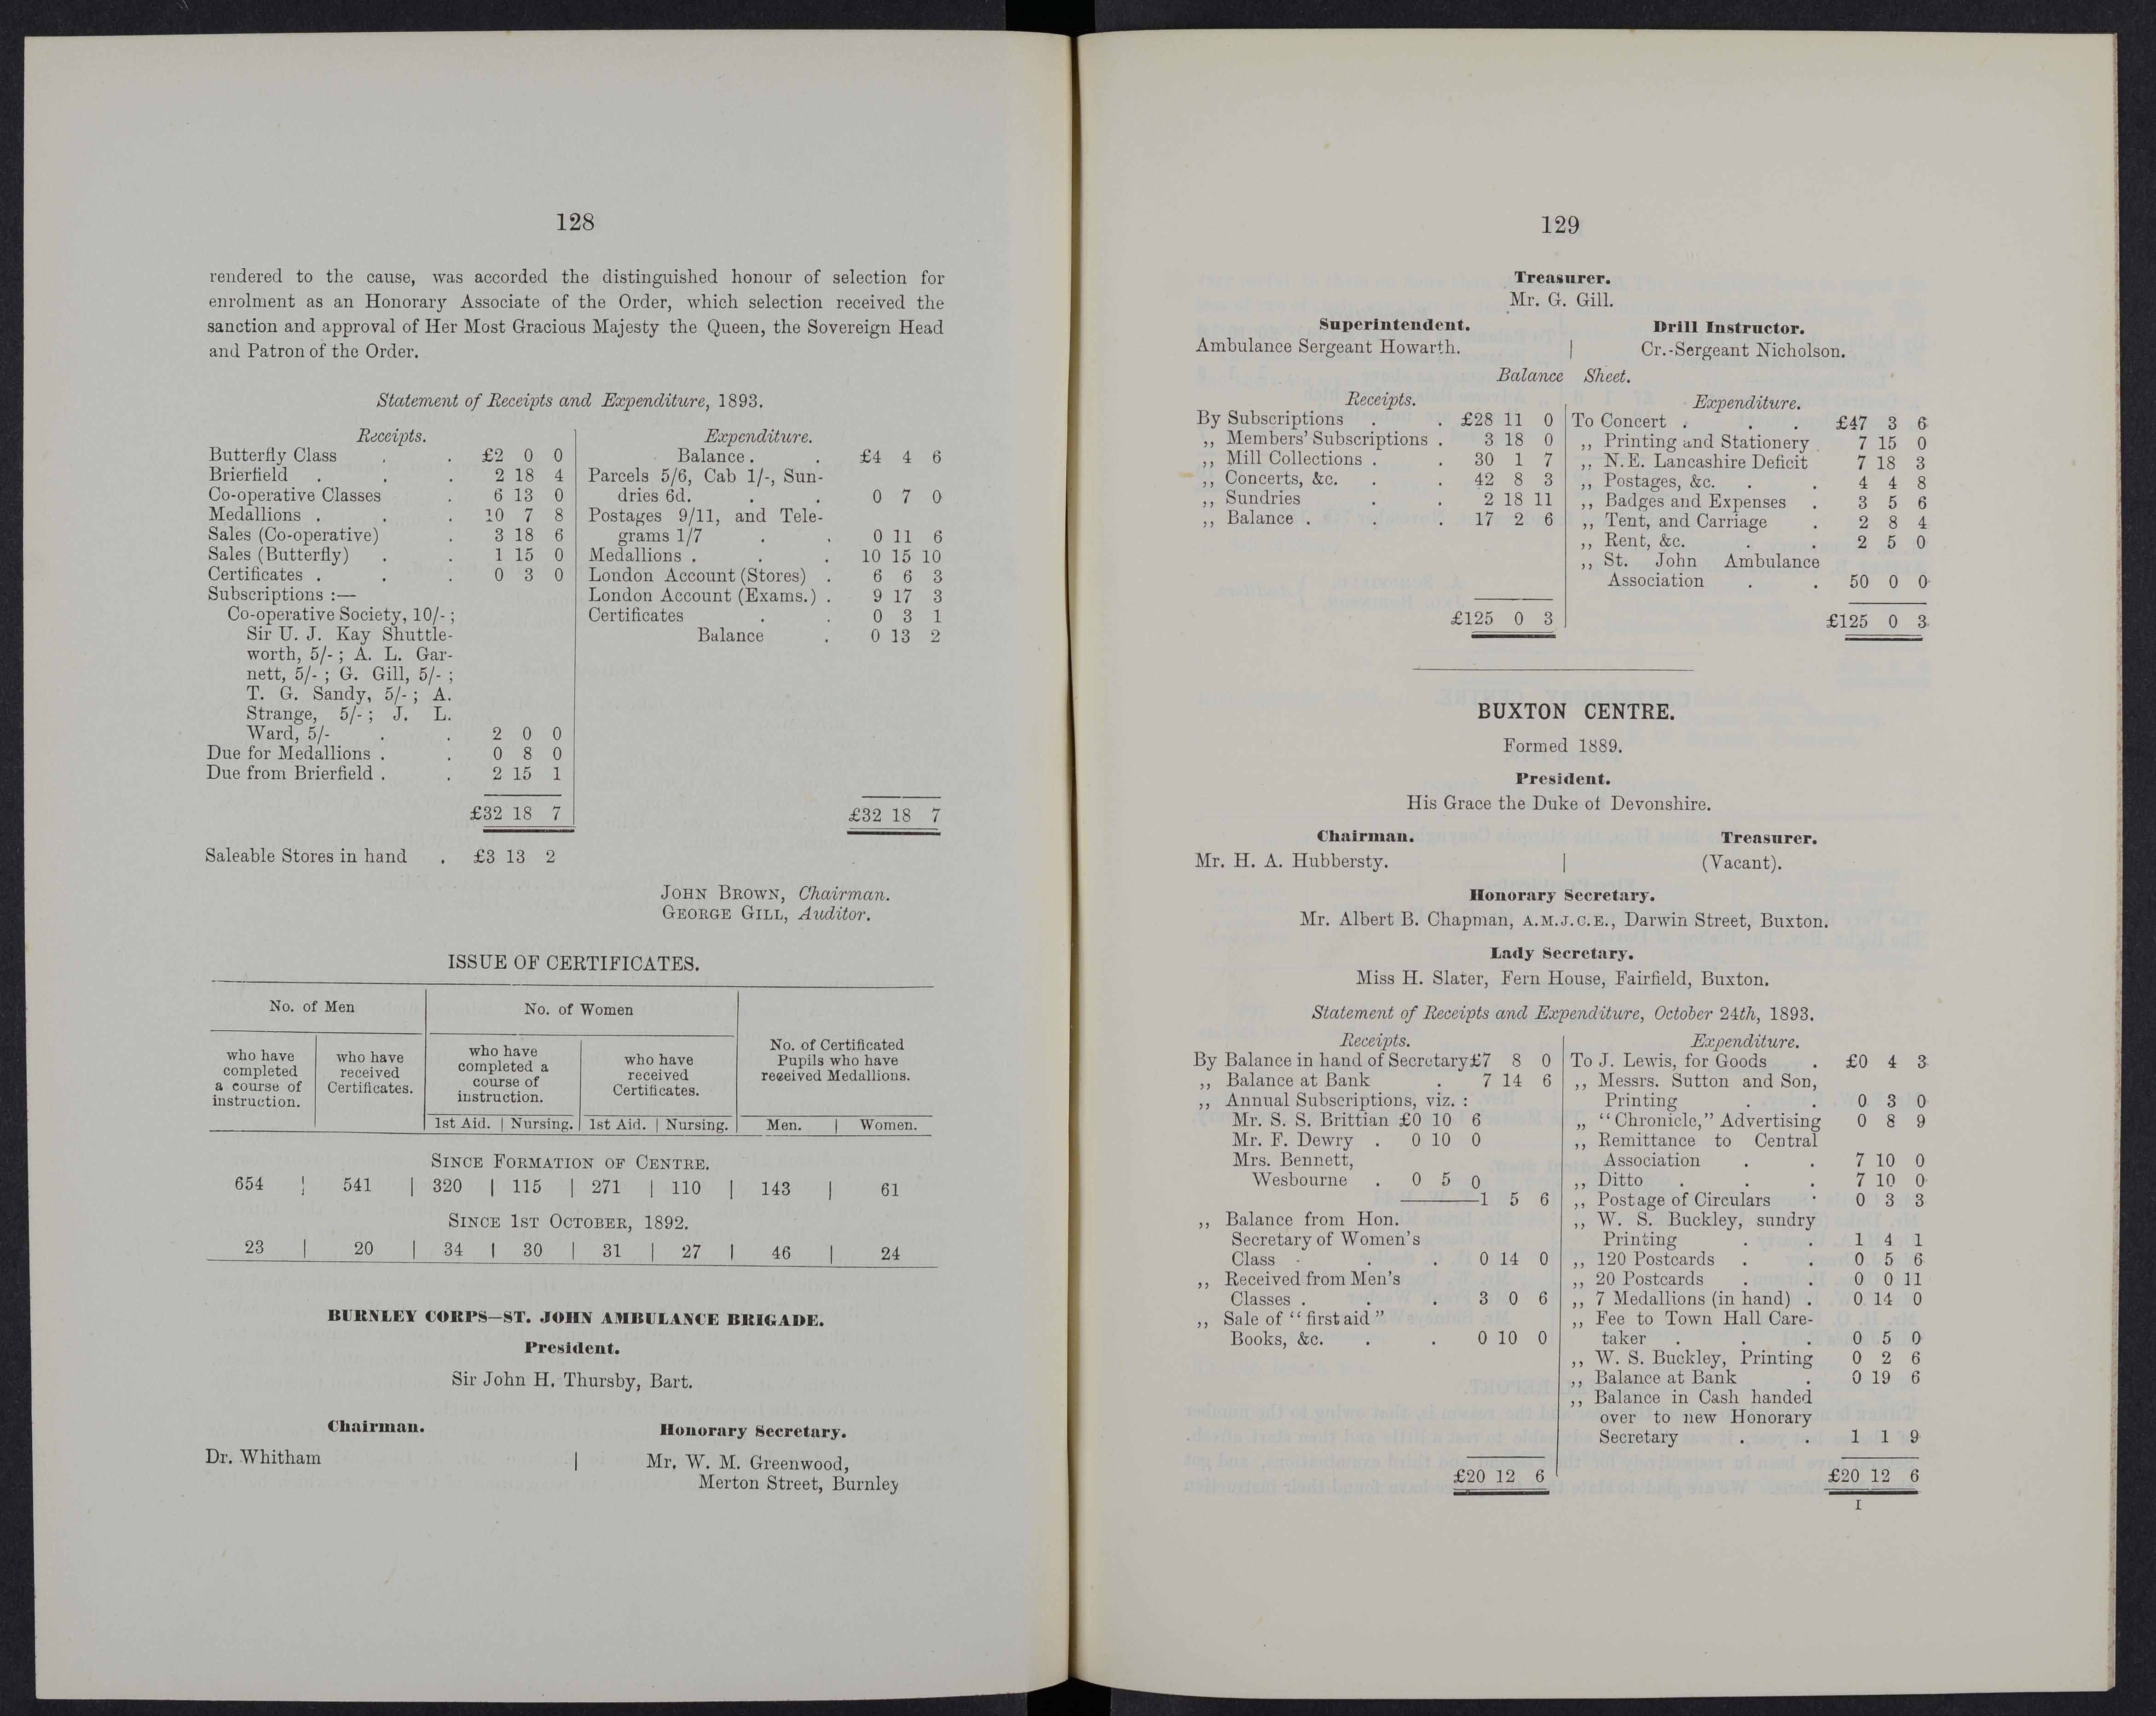 128
rendered to the cause, was accorded the distinguished honour of selection for
enrolment as an Honorary Associate of the Order, which selection received the
sanction and approval of Her Most Gracious Majesty the Queen, the Sovereign Head
and Patron of the Order.
Statement of Receipts and Expenditure, 1893.
Receipts.
Butterfly Class . . £2 0 0
Brierfield . . . 2 18 4
Co-operative Classes . 6 13 0
Medallions . . . 10 7 8
Sales (Co-operative) . 3 18 6
Sales (Butterfly) . . 1 15 0
Certificates . . . 0 3 0
Subscriptions :—
Co-operative Society, 10/- ;
Sir U. J. Kay Shuttle-
worth, 5/- ; A. L. Gar-
nett, 5/- ; G. Gill, 5/- ;
T. G. Sandy, 5/- ; A.
Strange, 5/- ; J. L.
Ward, 5/- . . 2 0 0
Due for Medallions . . 0 8 0
Due from Brierfield . . 2 15 1
£32 18 7
Expenditure.
Balance . . £4 4 6
Parcels 5/6, Cab 1/-, Sun-
dries 6d. . . 0 7 0
Postages 9/11, and Tele-
grams 1/7 . . 0 11 6
Medallions . . . 10 15 10
London Account (Stores) . 6 6 3
London Account (Exams.) . 9 17 3
Certificates . . 0 3 1
Balance . 0 13 2
£32 18 7
Saleable Stores in hand . £3 13 2
JOHN BROWN, Chairman.
GEORGE GILL, Auditor.
ISSUE OF CERTIFICATES.
No. of Men
No. of Women
No. of Certificated
Pupils who have
received Medallions.
who have
completed
a course of
instruction.
who have
received
Certificates.
who have
completed a
course of
instruction.
who have
received
Certificates.
1st Aid. | Nursing. | 1st Aid. | Nursing. | Men. | Women.
SINCE FORMATION OF CENTRE.
654 | 541 | 320 | 115 | 271 | 110 | 143 | 61
SINCE 1ST OCTOBER, 1892.
23 | 20 | 34 | 30 | 31 | 27 | 46 | 24
BURNLEY CORPS—ST. JOHN AMBULANCE BRIGADE.
President.
Sir John H. Thursby, Bart.
Chairman.
Dr. Whitham
Honorary Secretary.
Mr. W. M. Greenwood,
Merton Street, Burnley
129
Treasurer.
Mr. G. Gill.
Superintendent.
Ambulance Sergeant Howarth.
Drill Instructor.
Cr.-Sergeant Nicholson.
Balance Sheet.
Receipts.
By Subscriptions . . £28 11 0
,, Members' Subscriptions . 3 18 0
,, Mill Collections . . 30 1 7
,, Concerts, &c. . . 42 8 3
,, Sundries . . 2 18 11
,, Balance . . . 17 2 6
£125 0 3
Expenditure.
To Concert . . . £47 3 6
,, Printing and Stationery . 7 15 0
,, N.E. Lancashire Deficit 7 18 3
,, Postages, &c. . . 4 4 8
,, Badges and Expenses . 3 5 6
,, Tent, and Carriage . 2 8 4
,, Rent, &c. . . 2 5 0
,, St. John Ambulance
Association . . 50 0 0
£125 0 3
BUXTON CENTRE.
Formed 1889.
President.
His Grace the Duke of Devonshire.
Chairman.
Mr. H. A. Hubbersty.
Treasurer.
(Vacant).
Honorary Secretary.
Mr. Albert B. Chapman, A.M.J.C.E., Darwin Street, Buxton.
Lady Secretary.
Miss H. Slater, Fern House, Fairfield, Buxton.
Statement of Receipts and Expenditure, October 24th, 1893.
Receipts.
By Balance in hand of Secretary £7 8 0
,, Balance at Bank . 7 14 6
,, Annual Subscriptions, viz. :
Mr. S. S. Brittian £0 10 6
Mr. F. Dewry . 0 10 0
Mrs. Bennett,
Wesbourne . 0 5 0
——1 5 6
,, Balance from Hon.
Secretary of Women's
Class . . . 0 14 0
,, Received from Men's
Classes . . . 3 0 6
,, Sale of "first aid"
Books, &c. . . 0 10 0
£20 12 6
Expenditure.
To J. Lewis, for Goods . £0 4 3
,, Messrs. Sutton and Son,
Printing . . 0 3 0
,, "Chronicle," Advertising 0 8 9
,, Remittance to Central
Association . . 7 10 0
,, Ditto . . . 7 10 0
,, Postage of Circulars . 0 3 3
,, W. S. Buckley, sundry
Printing . . 1 4 1
,, 120 Postcards . . 0 5 6
,, 20 Postcards . . 0 0 11
,, 7 Medallions (in hand) . 0 14 0
,, Fee to Town Hall Care-
taker . . . 0 5 0
,, W. S. Buckley, Printing 0 2 6
,, Balance at Bank . 0 19 6
,, Balance in Cash handed
over to new Honorary
Secretary . . 1 1 9
£20 12 6
I